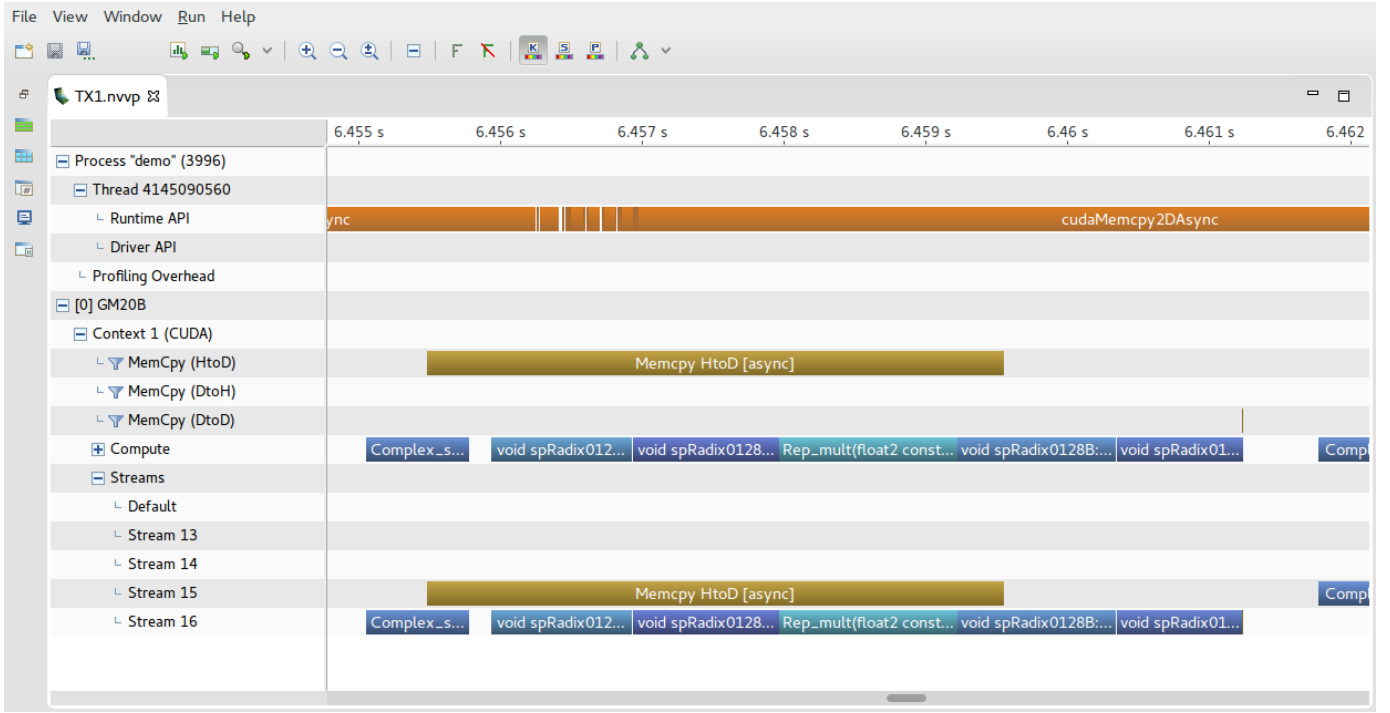 File View Window Run Help
TX1.nvvp
6.455 s 6.456 s 6.457 s 6.458 s 6.459 s 6.46 s 6.461 s 6.462
Process "demo" (3996)
Thread 4145090560
Runtime API ync cudaMemcpy2DAsync
Driver API
Profiling Overhead
[0] GM20B
Context 1 (CUDA)
MemCpy (HtoD) Memcpy HtoD [async]
MemCpy (DtoH)
MemCpy (DtoD)
Compute Complex_s... void spRadix012... void spRadix0128... Rep_mult(float2 const... void spRadix0128B:... void spRadix01... Compl
Streams
Default
Stream 13
Stream 14
Stream 15 Memcpy HtoD [async] Compl
Stream 16 Complex_s... void spRadix012... void spRadix0128... Rep_mult(float2 const... void spRadix0128B:... void spRadix01...